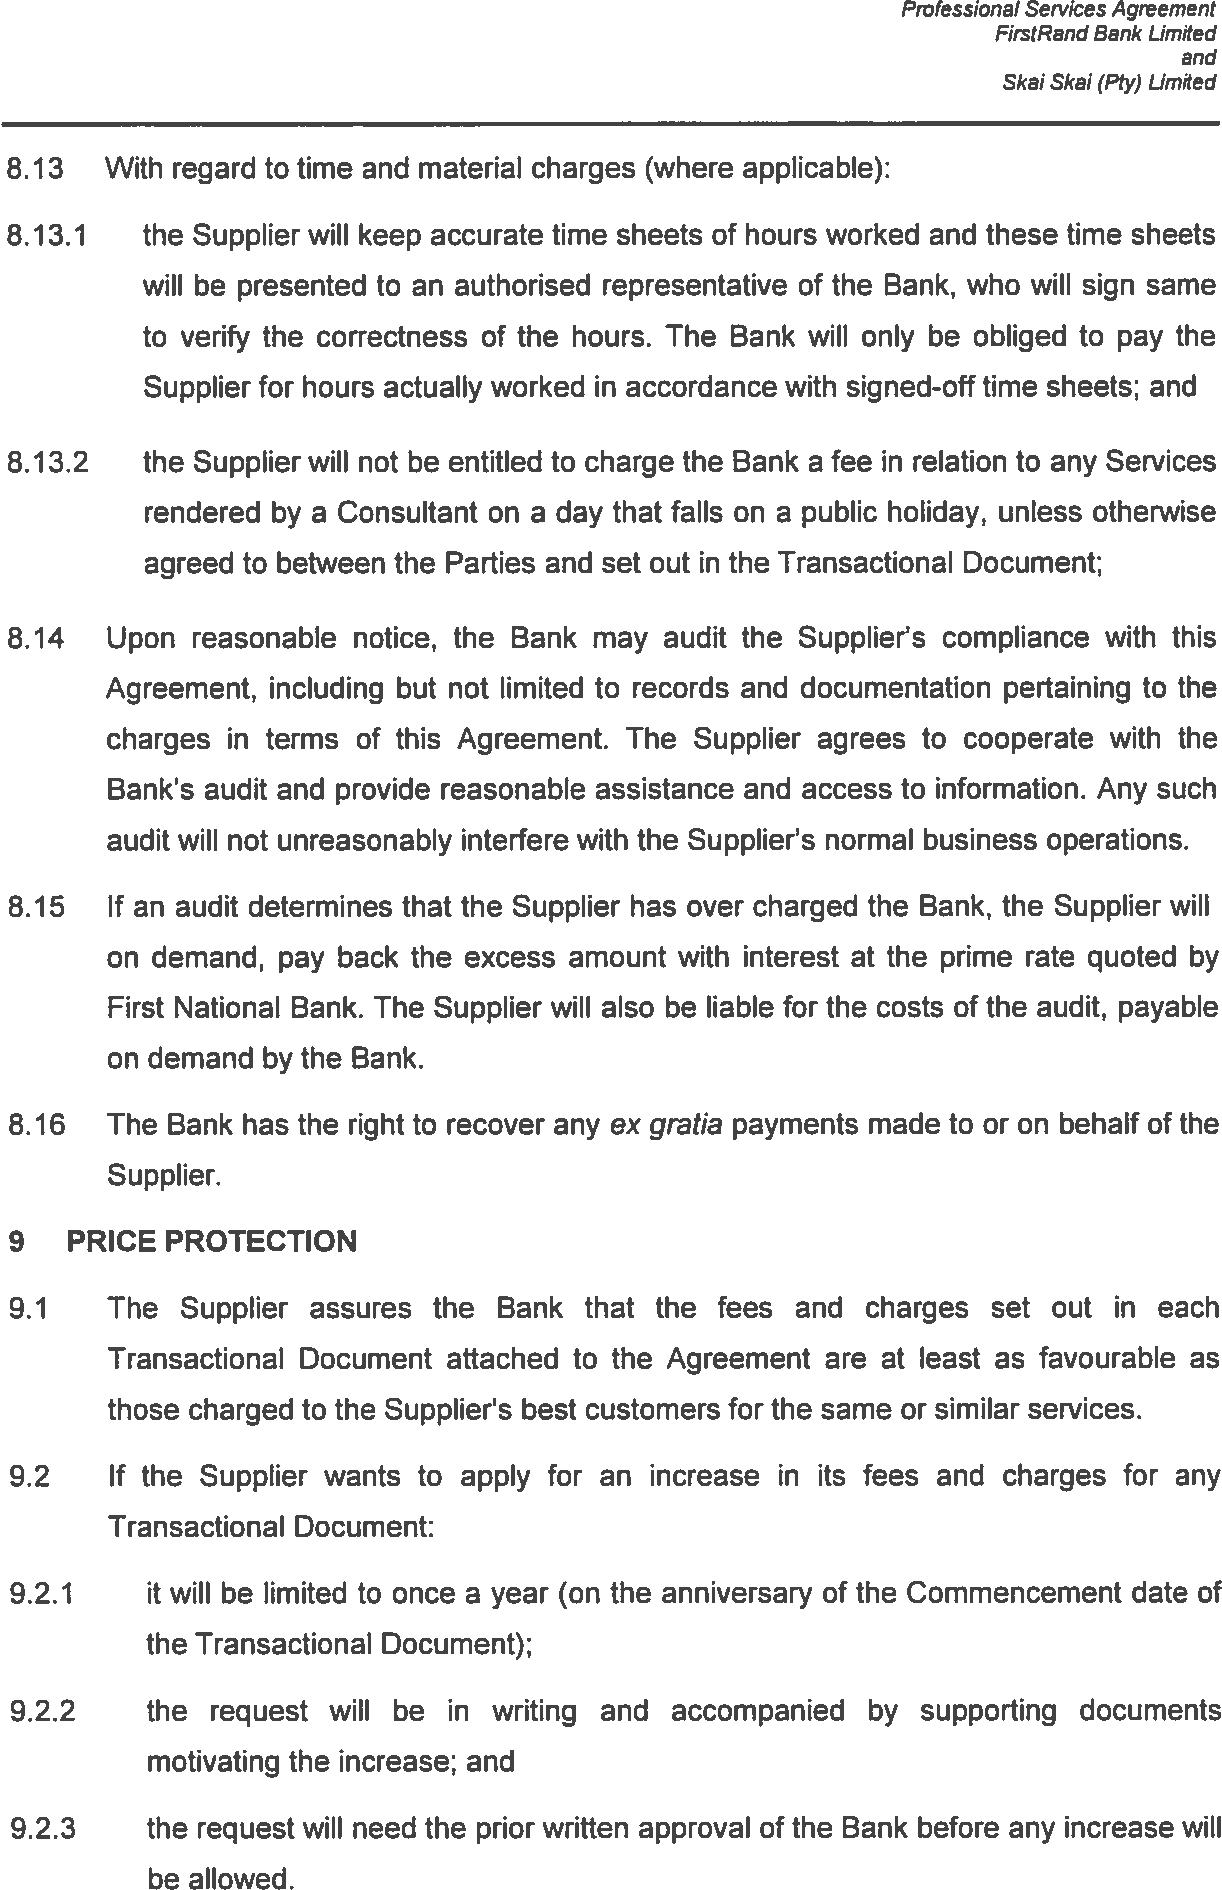 Professional Services Agreement
FirstRand Bank Limited
and
Skai Skai (Pty) Limited
8.13 With regard to time and material charges (where applicable):
8.13.1 the Supplier will keep accurate time sheets of hours worked and these time sheets
will be presented to an authorised representative of the Bank, who will sign same
to verify the correctness of the hours. The Bank will only be obliged to pay the
Supplier for hours actually worked in accordance with signed-off time sheets; and
8.13.2 the Supplier will not be entitled to charge the Bank a fee in relation to any Services
rendered by a Consultant on a day that falls on a public holiday, unless otherwise
agreed to between the Parties and set out in the Transactional Document;
8.14 Upon reasonable notice, the Bank may audit the Supplier's compliance with this
Agreement, including but not limited to records and documentation pertaining to the
charges in terms of this Agreement. The Supplier agrees to cooperate with the
Bank's audit and provide reasonable assistance and access to information. Any such
audit will not unreasonably interfere with the Supplier's normal business operations.
8.15 If an audit determines that the Supplier has over charged the Bank, the Supplier will
on demand, pay back the excess amount with interest at the prime rate quoted by
First National Bank. The Supplier will also be liable for the costs of the audit, payable
on demand by the Bank.
8.16 The Bank has the right to recover any ex gratia payments made to or on behalf of the
Supplier.
9 PRICE PROTECTION
9.1 The Supplier assures the Bank that the fees and charges set out in each
Transactional Document attached to the Agreement are at least as favourable as
those charged to the Supplier's best customers for the same or similar services.
9.2 If the Supplier wants to apply for an increase in its fees and charges for any
Transactional Document:
9.2.1 it will be limited to once a year (on the anniversary of the Commencement date of
the Transactional Document);
9.2.2 the request will be in writing and accompanied by supporting documents
motivating the increase; and
9.2.3 the request will need the prior written approval of the Bank before any increase will
be allowed.